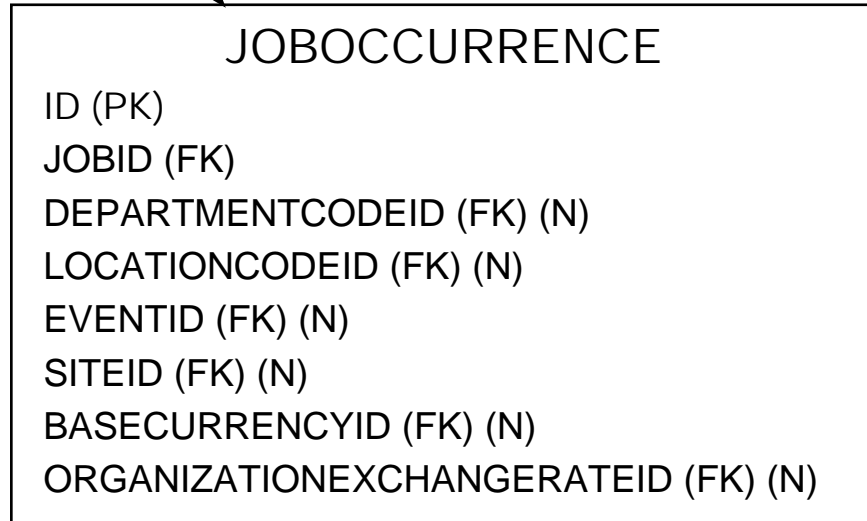 JOBOCCURRENCE
ID (PK)
JOBID (FK)
DEPARTMENTCODEID (FK) (N)
LOCATIONCODEID (FK) (N)
EVENTID (FK) (N)
SITEID (FK) (N)
BASECURRENCYID (FK) (N)
ORGANIZATIONEXCHANGERATEID (FK) (N)